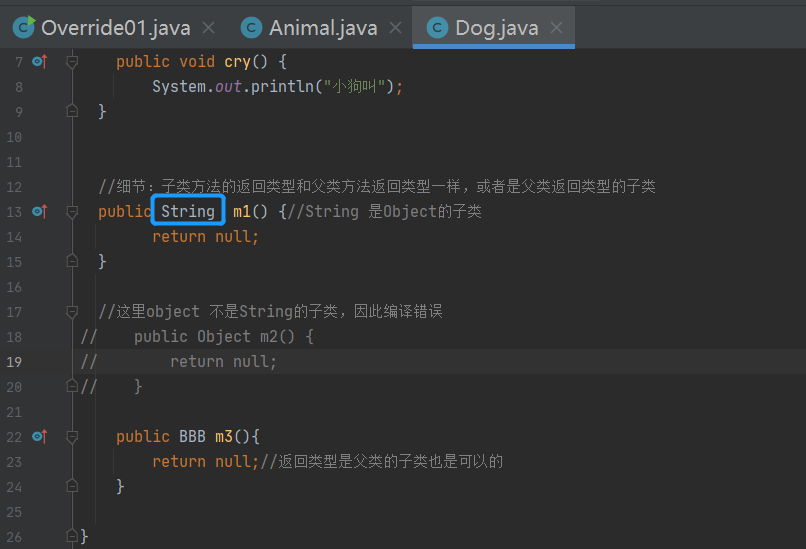 Override01.java × Animal.java × Dog.java ×
7 public void cry() {
8 System.out.println("小狗叫");
9 }
10
11
12 //细节：子类方法的返回类型和父类方法返回类型一样，或者是父类返回类型的子类
13 public String m1() {//String 是Object的子类
14 return null;
15 }
16
17 //这里object 不是String的子类，因此编译错误
18 // public Object m2() {
19 // return null;
20 // }
21
22 public BBB m3(){
23 return null;//返回类型是父类的子类也是可以的
24 }
25
26 }